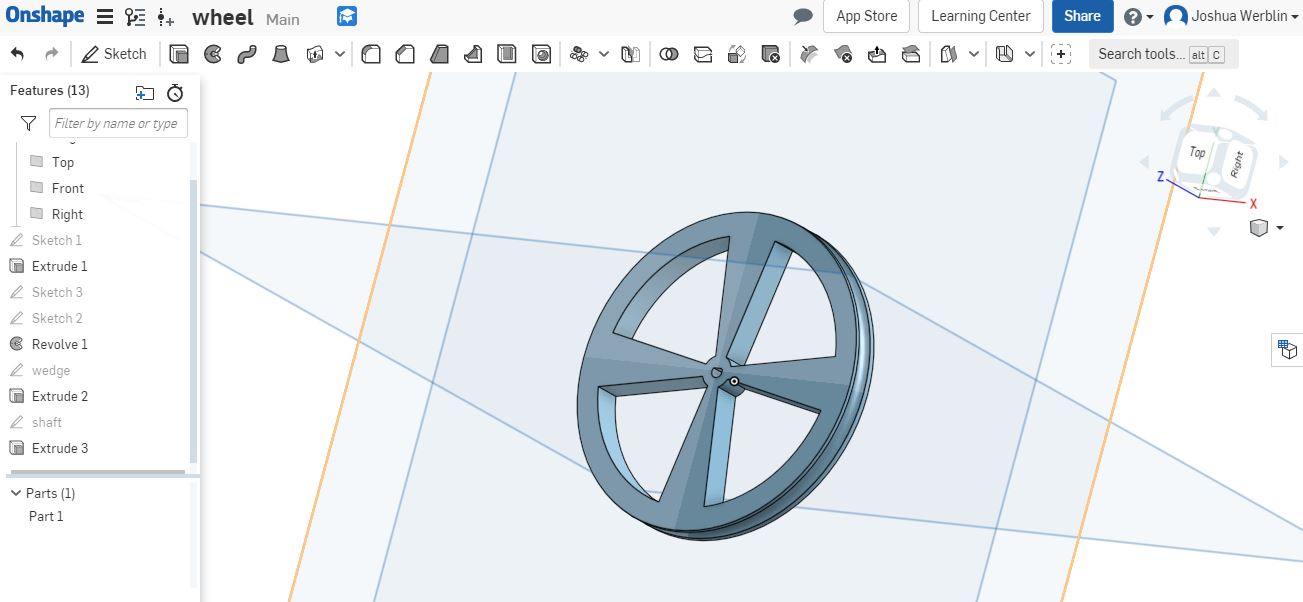 Onshape wheel Main App Store Learning Center Share Joshua Werblin
Sketch Search tools... alt C
Features (13)
Filter by name or type
Top
Front
Right
Sketch 1
Extrude 1
Sketch 3
Sketch 2
Revolve 1
wedge
Extrude 2
shaft
Extrude 3
Parts (1)
Part 1
Top Right
Z
X